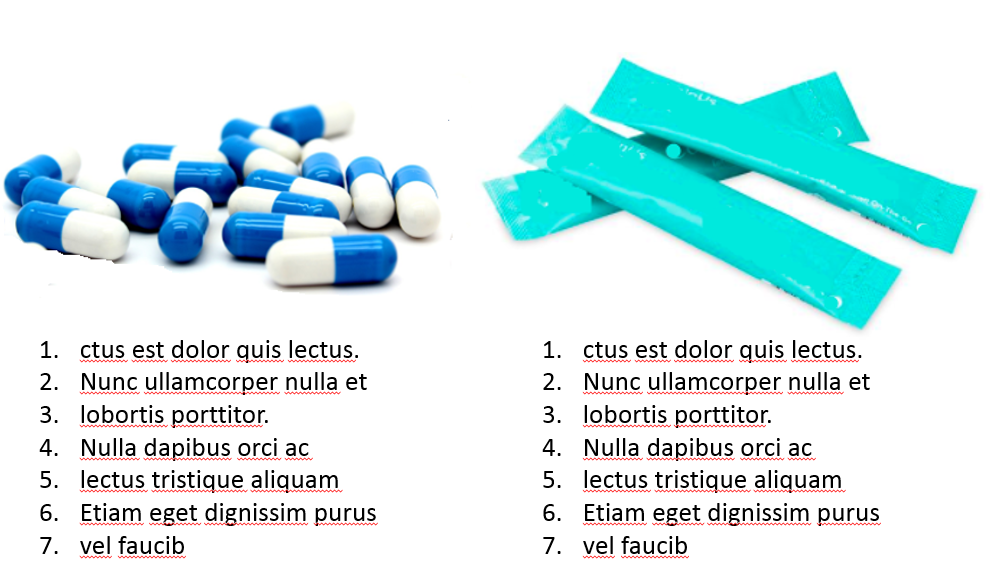 1. ctus est dolor quis lectus.
2. Nunc ullamcorper nulla et
3. lobortis porttitor.
4. Nulla dapibus orci ac
5. lectus tristique aliquam
6. Etiam eget dignissim purus
7. vel faucib
1. ctus est dolor quis lectus.
2. Nunc ullamcorper nulla et
3. lobortis porttitor.
4. Nulla dapibus orci ac
5. lectus tristique aliquam
6. Etiam eget dignissim purus
7. vel faucib
On The Go